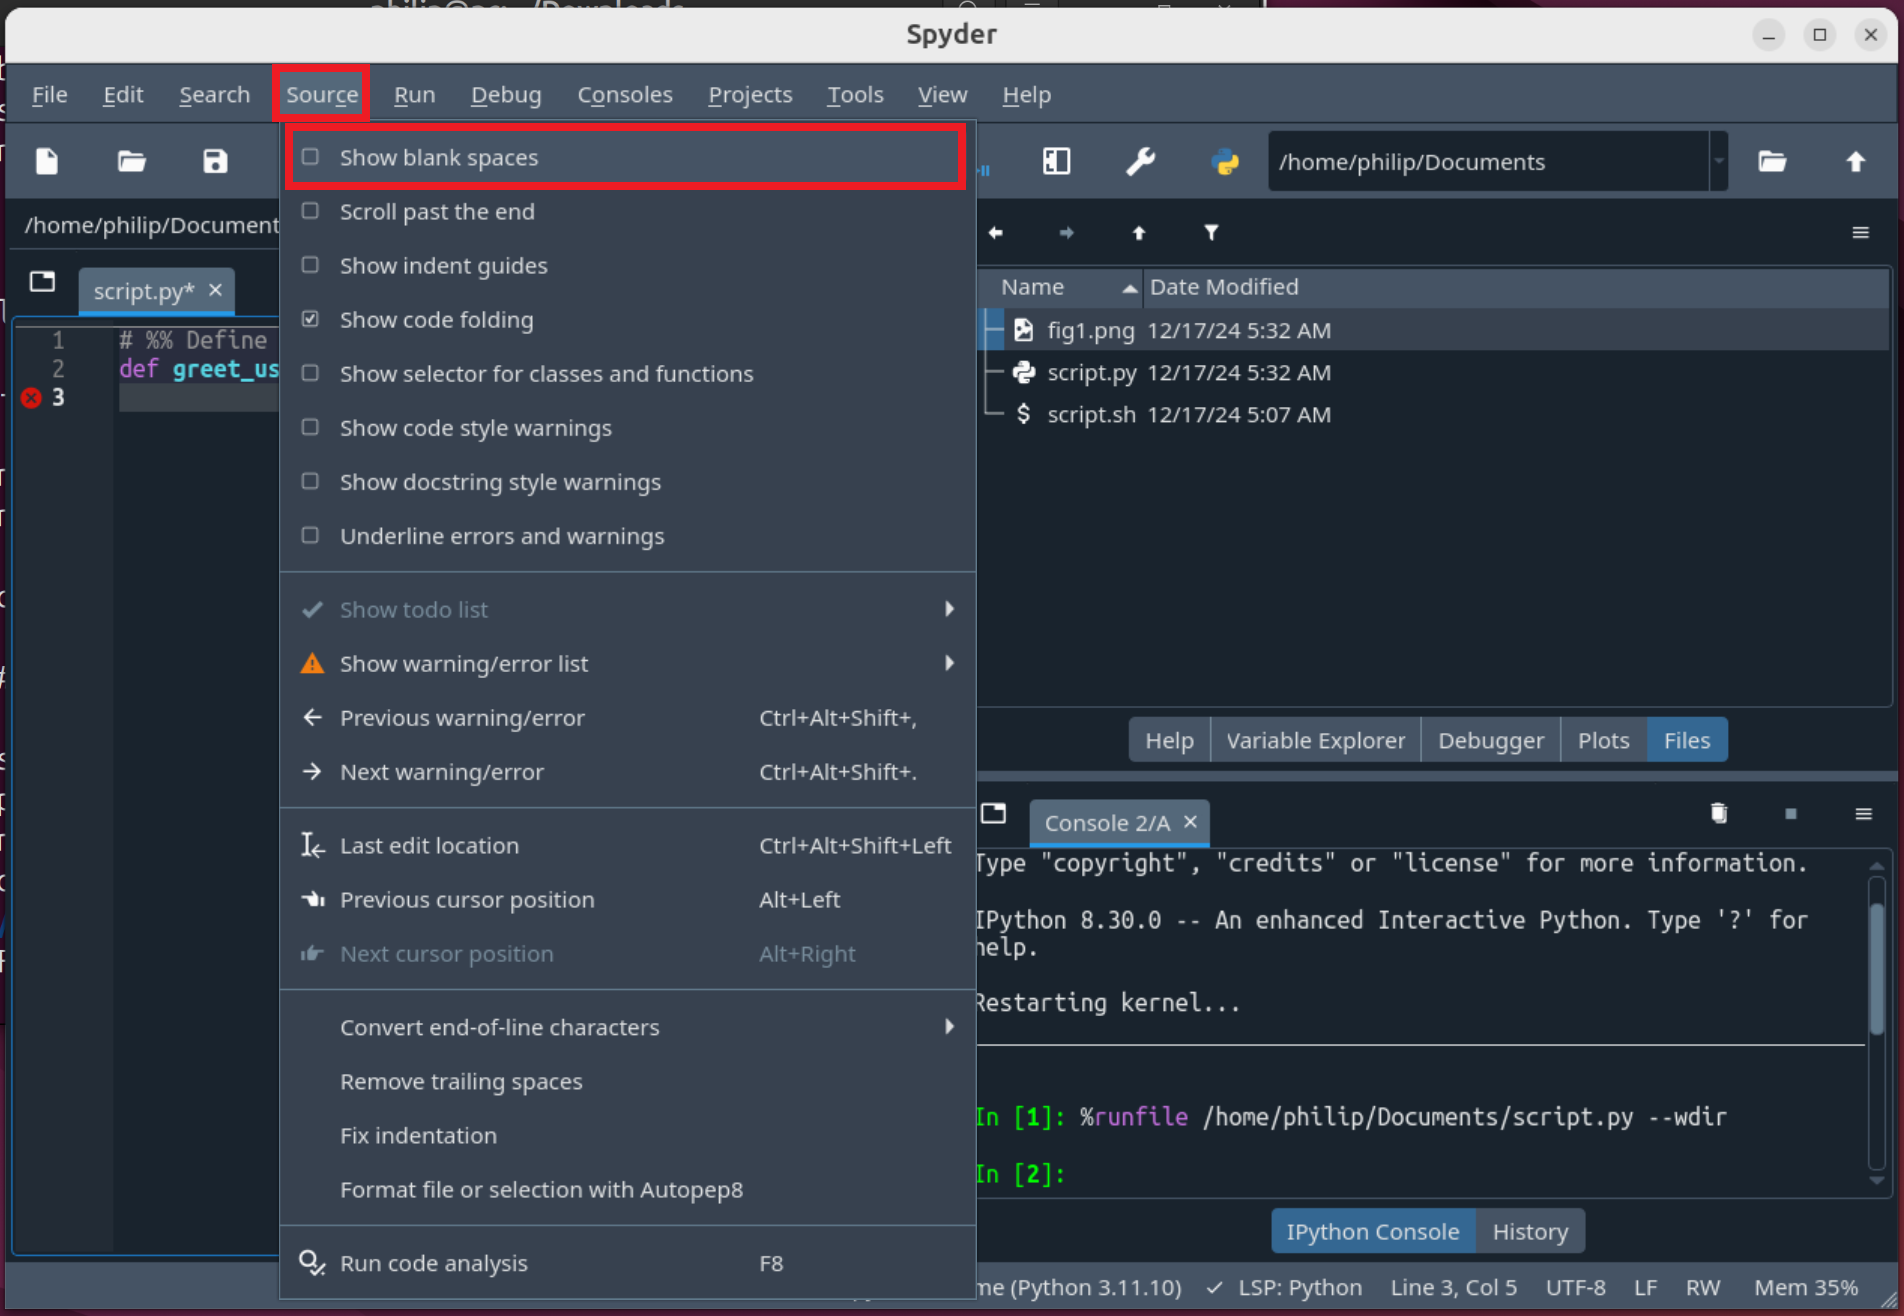 Spyder
File Edit Search Source Run Debug Consoles Projects Tools View Help
Show blank spaces
/home/philip/Documents
Scroll past the end
/home/philip/Document
Show indent guides
script.py*
Name Date Modified
1 # %% Define
Show code folding
fig1.png 12/17/24 5:32 AM
2 def greet_us
Show selector for classes and functions
script.py 12/17/24 5:32 AM
3
Show code style warnings
script.sh 12/17/24 5:07 AM
Show docstring style warnings
Underline errors and warnings
Show todo list
Show warning/error list
Previous warning/error Ctrl+Alt+Shift+,
Next warning/error Ctrl+Alt+Shift+.
Help Variable Explorer Debugger Plots Files
Last edit location Ctrl+Alt+Shift+Left
Previous cursor position Alt+Left
Next cursor position Alt+Right
Convert end-of-line characters
Remove trailing spaces
Fix indentation
Format file or selection with Autopep8
Run code analysis F8
Console 2/A
Type "copyright", "credits" or "license" for more information.
IPython 8.30.0 -- An enhanced Interactive Python. Type '?' for
help.
Restarting kernel...
In [1]: %runfile /home/philip/Documents/script.py --wdir
In [2]:
IPython Console History
me (Python 3.11.10) LSP: Python Line 3, Col 5 UTF-8 LF RW Mem 35%